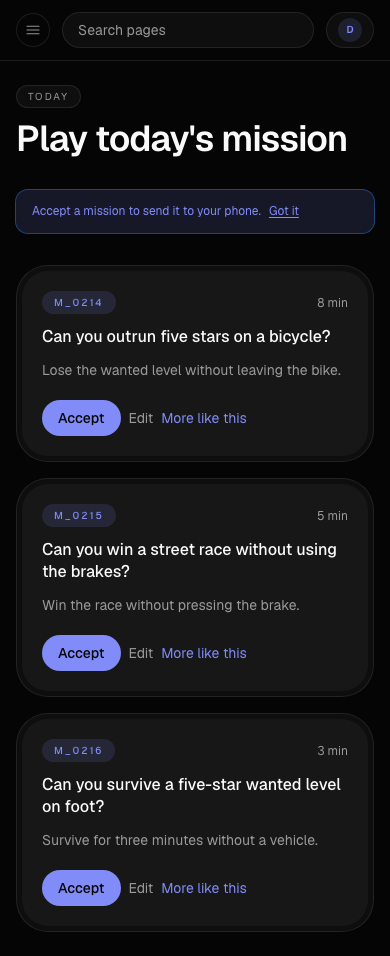 Search pages
D
TODAY
Play today's mission
Accept a mission to send it to your phone. Got it
M_0214
8 min
Can you outrun five stars on a bicycle?
Lose the wanted level without leaving the bike.
Accept Edit More like this
M_0215
5 min
Can you win a street race without using
the brakes?
Win the race without pressing the brake.
Accept Edit More like this
M_0216
3 min
Can you survive a five-star wanted level
on foot?
Survive for three minutes without a vehicle.
Accept Edit More like this